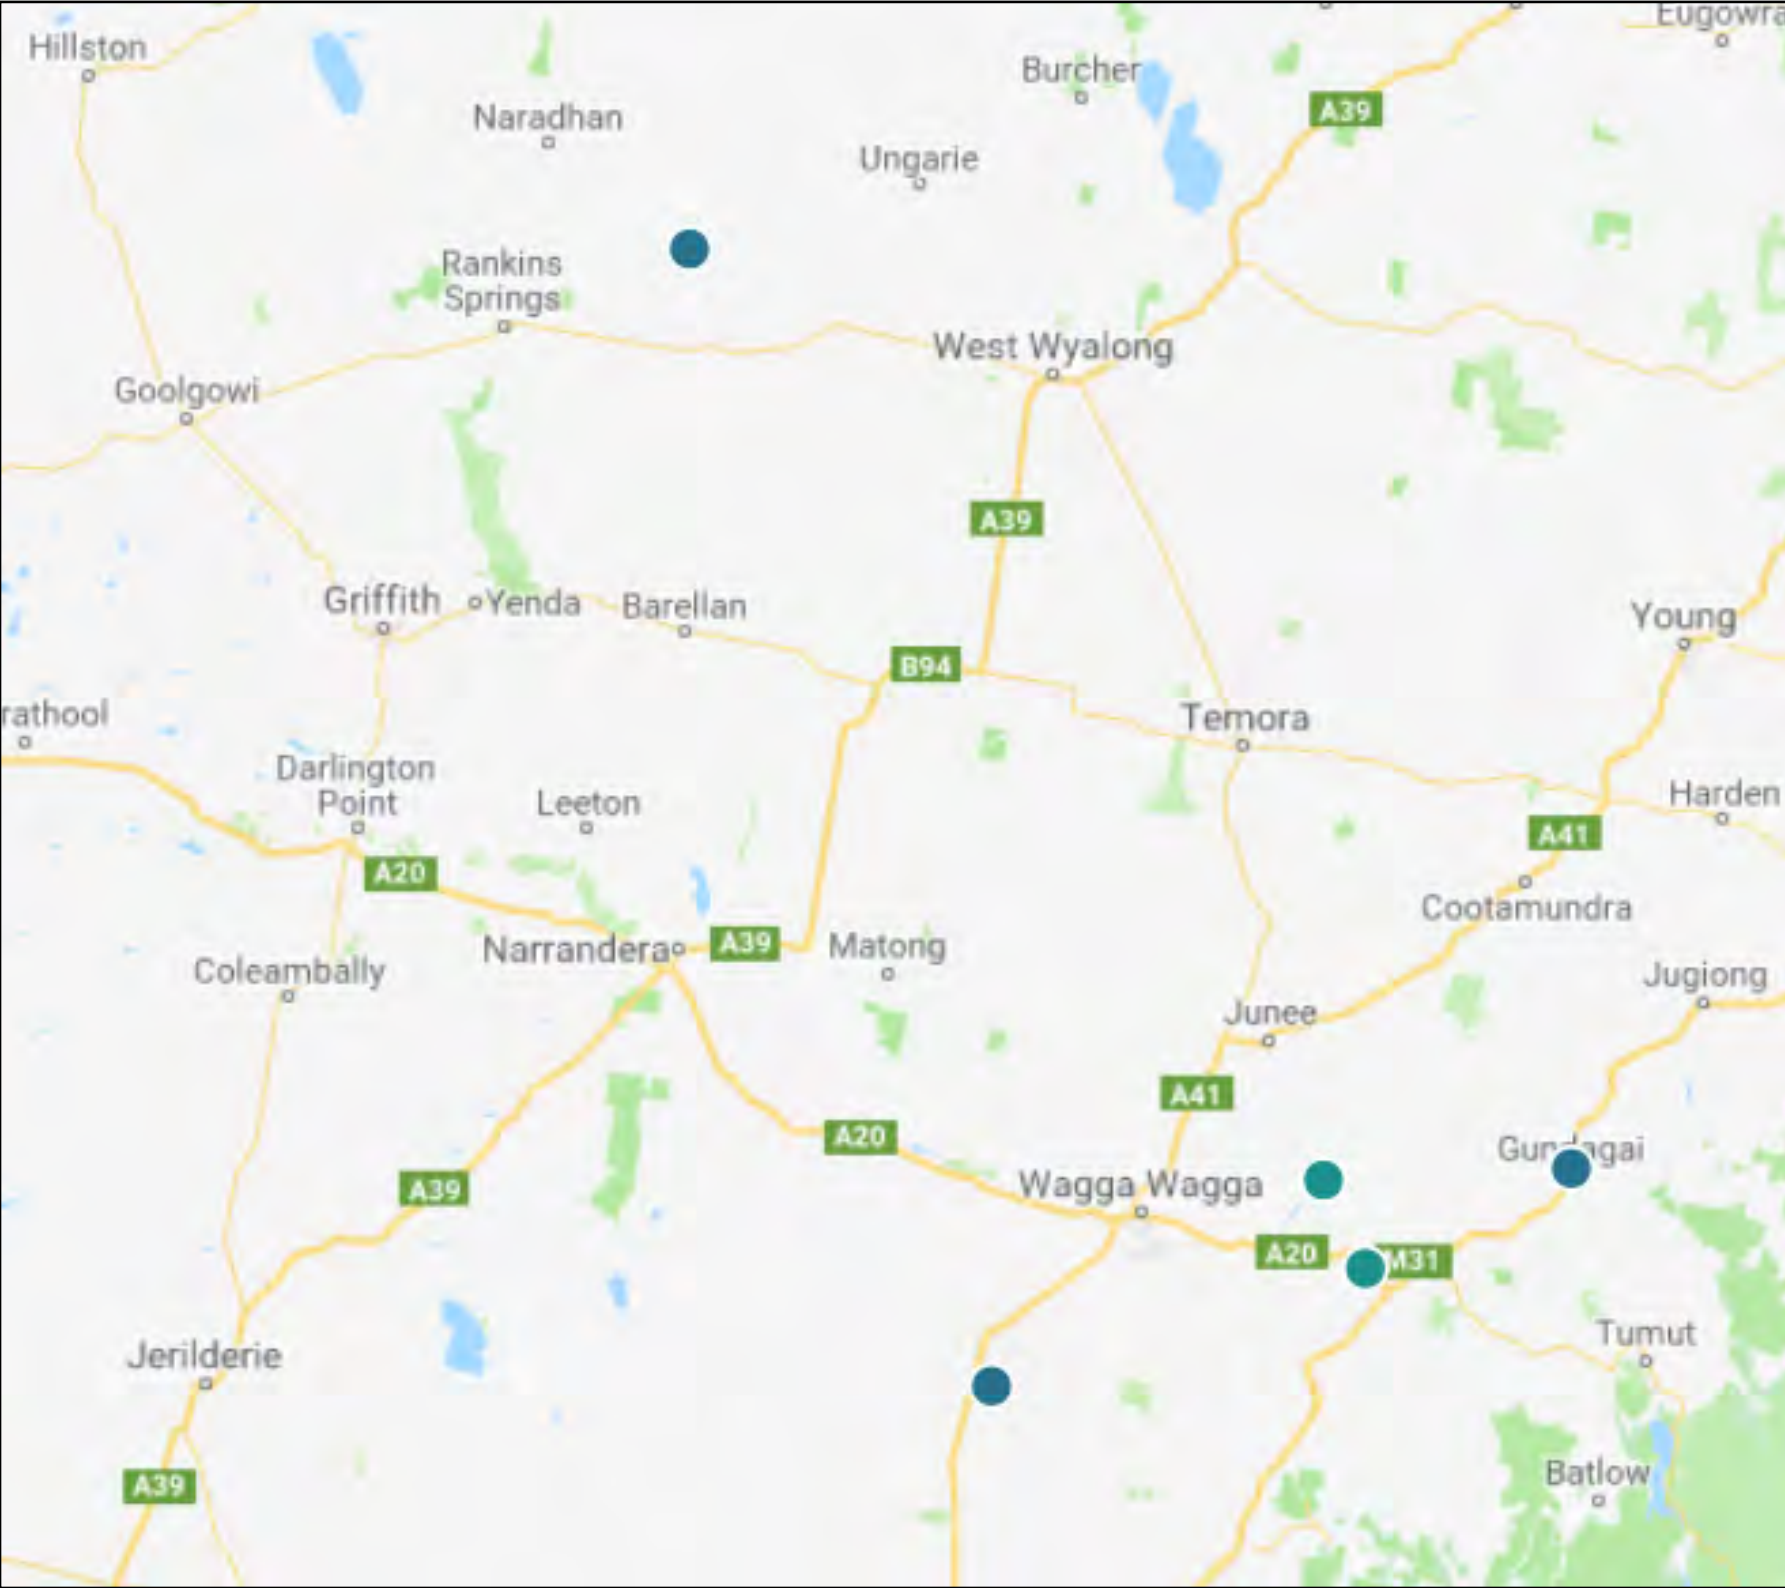 Eugowra
Hillston
Burcher
A39
Naradhan
Ungarie
Rankins
Springs
West Wyalong
Goolgowi
A39
Griffith
Yenda
Barellan
Young
B94
rathool
Temora
Darlington
Point
Leeton
Harden
A41
A20
Cootamundra
Narrandera
A39
Matong
Coleambally
Jugiong
Junee
A41
A20
Gundagai
A39
Wagga Wagga
A20
M31
Tumut
Jerilderie
Batlow
A39